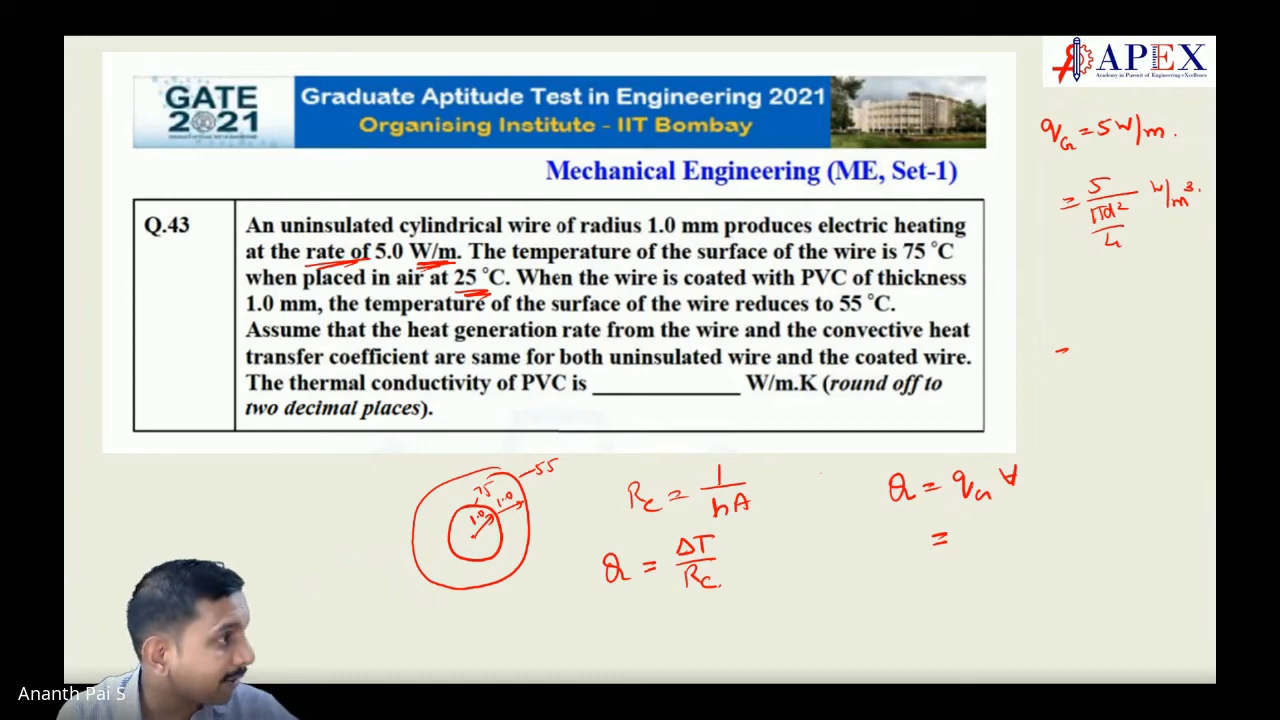 APEX
Academy in Pursuit of Engineering eXcellence
GATE
2021
Graduate Aptitude Test in Engineering 2021
Organising Institute - IIT Bombay
Mechanical Engineering (ME, Set-1)
Q.43
An uninsulated cylindrical wire of radius 1.0 mm produces electric heating
at the rate of 5.0 W/m. The temperature of the surface of the wire is 75 °C
when placed in air at 25 °C. When the wire is coated with PVC of thickness
1.0 mm, the temperature of the surface of the wire reduces to 55 °C.
Assume that the heat generation rate from the wire and the convective heat
transfer coefficient are same for both uninsulated wire and the coated wire.
The thermal conductivity of PVC is ____________ W/m.K (round off to
two decimal places).
q_G = 5 W/m.
= 5 / (πd²/4) W/m³.
=
55
75
1.0
1.0
R_c = 1/hA
Q = ΔT/R_c.
Q = q_G ∀
=
Ananth Pai S